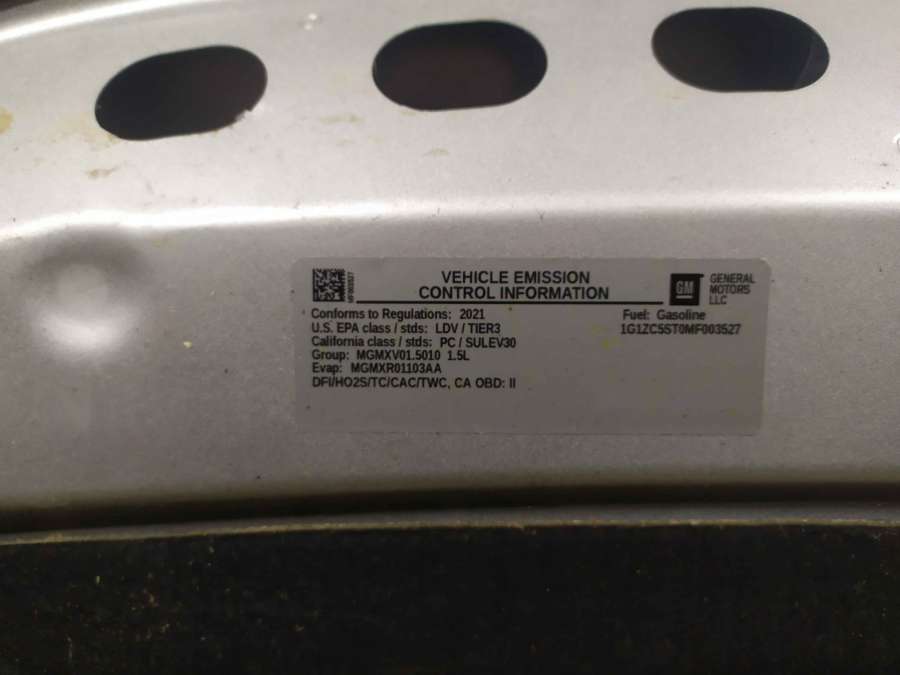 VEHICLE EMISSION
CONTROL INFORMATION
MF003527
GM
GENERAL
MOTORS
LLC
Conforms to Regulations: 2021
Fuel: Gasoline
U.S. EPA class / stds: LDV / TIER3
1G1ZC5ST0MF003527
California class / stds: PC / SULEV30
Group: MGMXV01.5010 1.5L
Evap: MGMXR01103AA
DFI/HO2S/TC/CAC/TWC, CA OBD: II